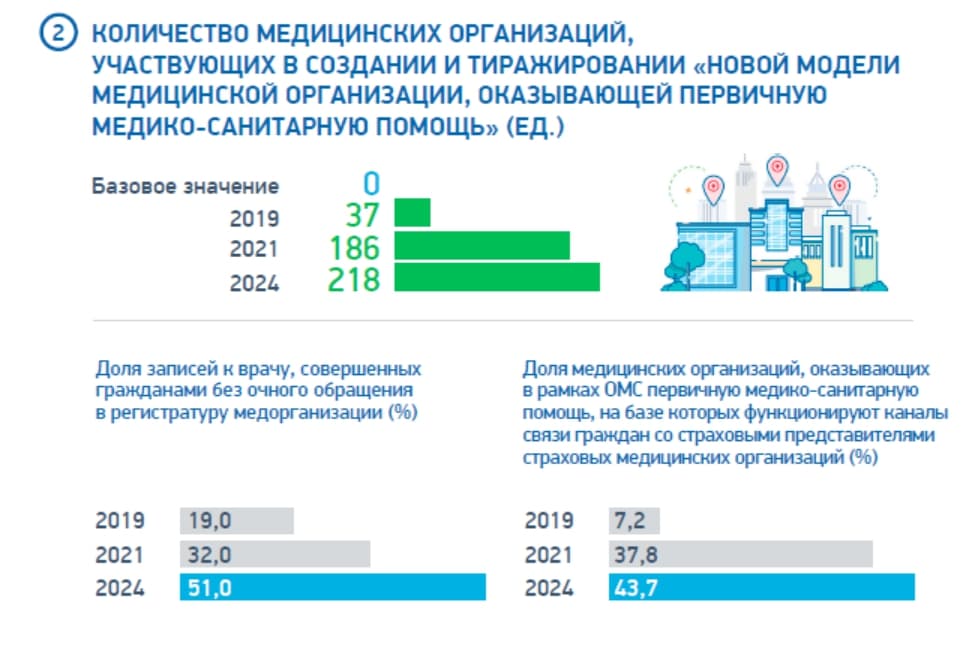 2 КОЛИЧЕСТВО МЕДИЦИНСКИХ ОРГАНИЗАЦИЙ,
УЧАСТВУЮЩИХ В СОЗДАНИИ И ТИРАЖИРОВАНИИ «НОВОЙ МОДЕЛИ
МЕДИЦИНСКОЙ ОРГАНИЗАЦИИ, ОКАЗЫВАЮЩЕЙ ПЕРВИЧНУЮ
МЕДИКО-САНИТАРНУЮ ПОМОЩЬ» (ЕД.)
Базовое значение 0
2019 37
2021 186
2024 218
Доля записей к врачу, совершенных
гражданами без очного обращения
в регистратуру медорганизации (%)
2019 19,0
2021 32,0
2024 51,0
Доля медицинских организаций, оказывающих
в рамках ОМС первичную медико-санитарную
помощь, на базе которых функционируют каналы
связи граждан со страховыми представителями
страховых медицинских организаций (%)
2019 7,2
2021 37,8
2024 43,7